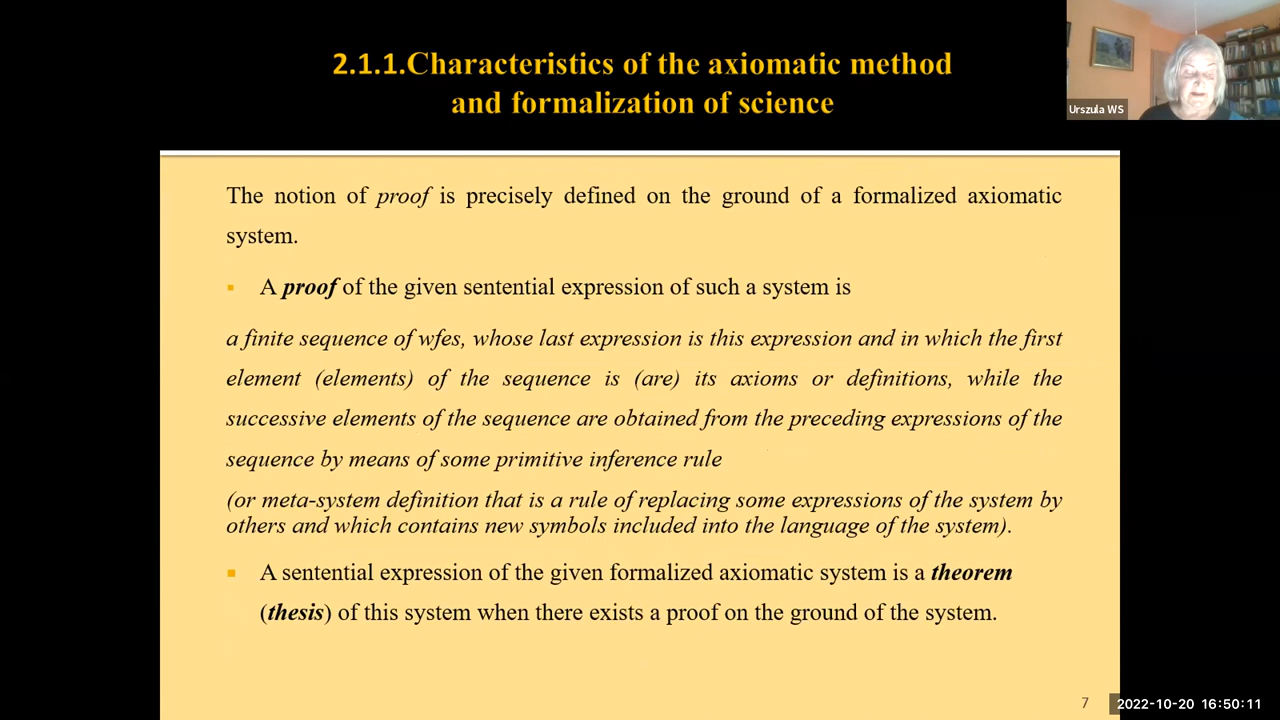 2.1.1.Characteristics of the axiomatic method
and formalization of science
Urszula WS
The notion of proof is precisely defined on the ground of a formalized axiomatic
system.
▪ A proof of the given sentential expression of such a system is
a finite sequence of wfes, whose last expression is this expression and in which the first
element (elements) of the sequence is (are) its axioms or definitions, while the
successive elements of the sequence are obtained from the preceding expressions of the
sequence by means of some primitive inference rule
(or meta-system definition that is a rule of replacing some expressions of the system by
others and which contains new symbols included into the language of the system).
▪ A sentential expression of the given formalized axiomatic system is a theorem
(thesis) of this system when there exists a proof on the ground of the system.
7
2022-10-20 16:50:11